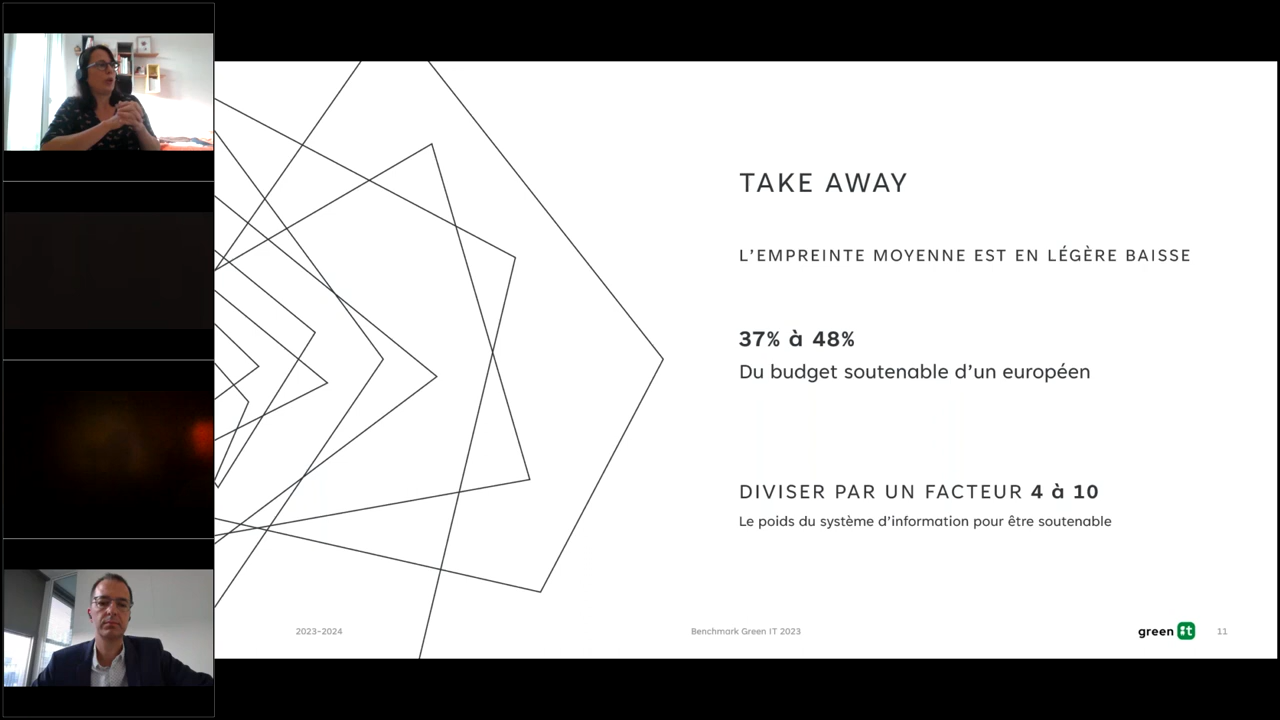 TAKE AWAY
L'EMPREINTE MOYENNE EST EN LÉGÈRE BAISSE
37% à 48%
Du budget soutenable d'un européen
DIVISER PAR UN FACTEUR 4 à 10
Le poids du système d'information pour être soutenable
2023-2024
Benchmark Green IT 2023
green it
11